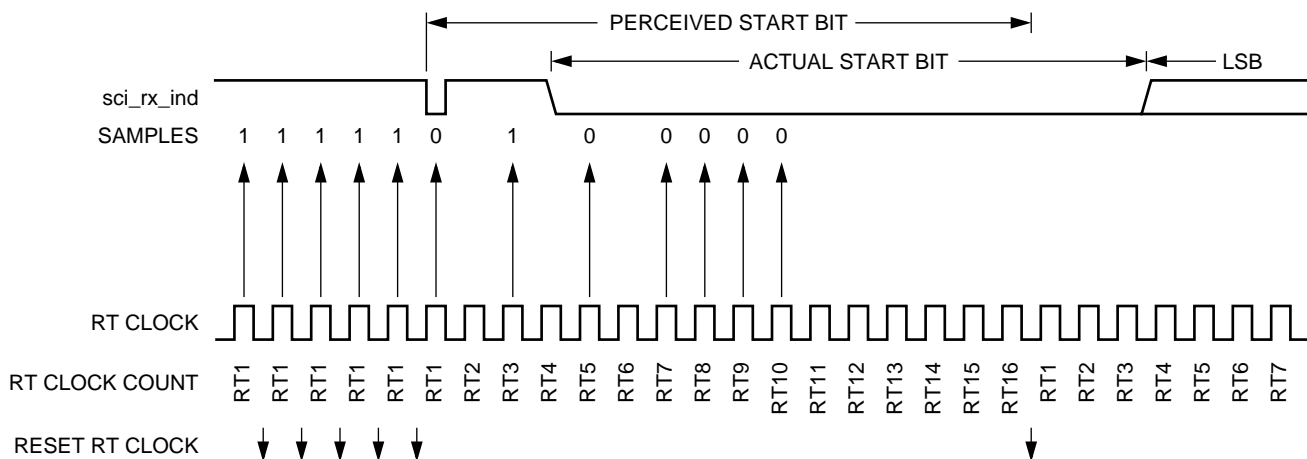 PERCEIVED START BIT
ACTUAL START BIT LSB
sci_rx_ind
SAMPLES 1 1 1 1 1 0 1 0 0 0 0 0
RT CLOCK
RT CLOCK COUNT RT1 RT1 RT1 RT1 RT1 RT1 RT2 RT3 RT4 RT5 RT6 RT7 RT8 RT9 RT10 RT11 RT12 RT13 RT14 RT15 RT16 RT1 RT2 RT3 RT4 RT5 RT6 RT7
RESET RT CLOCK